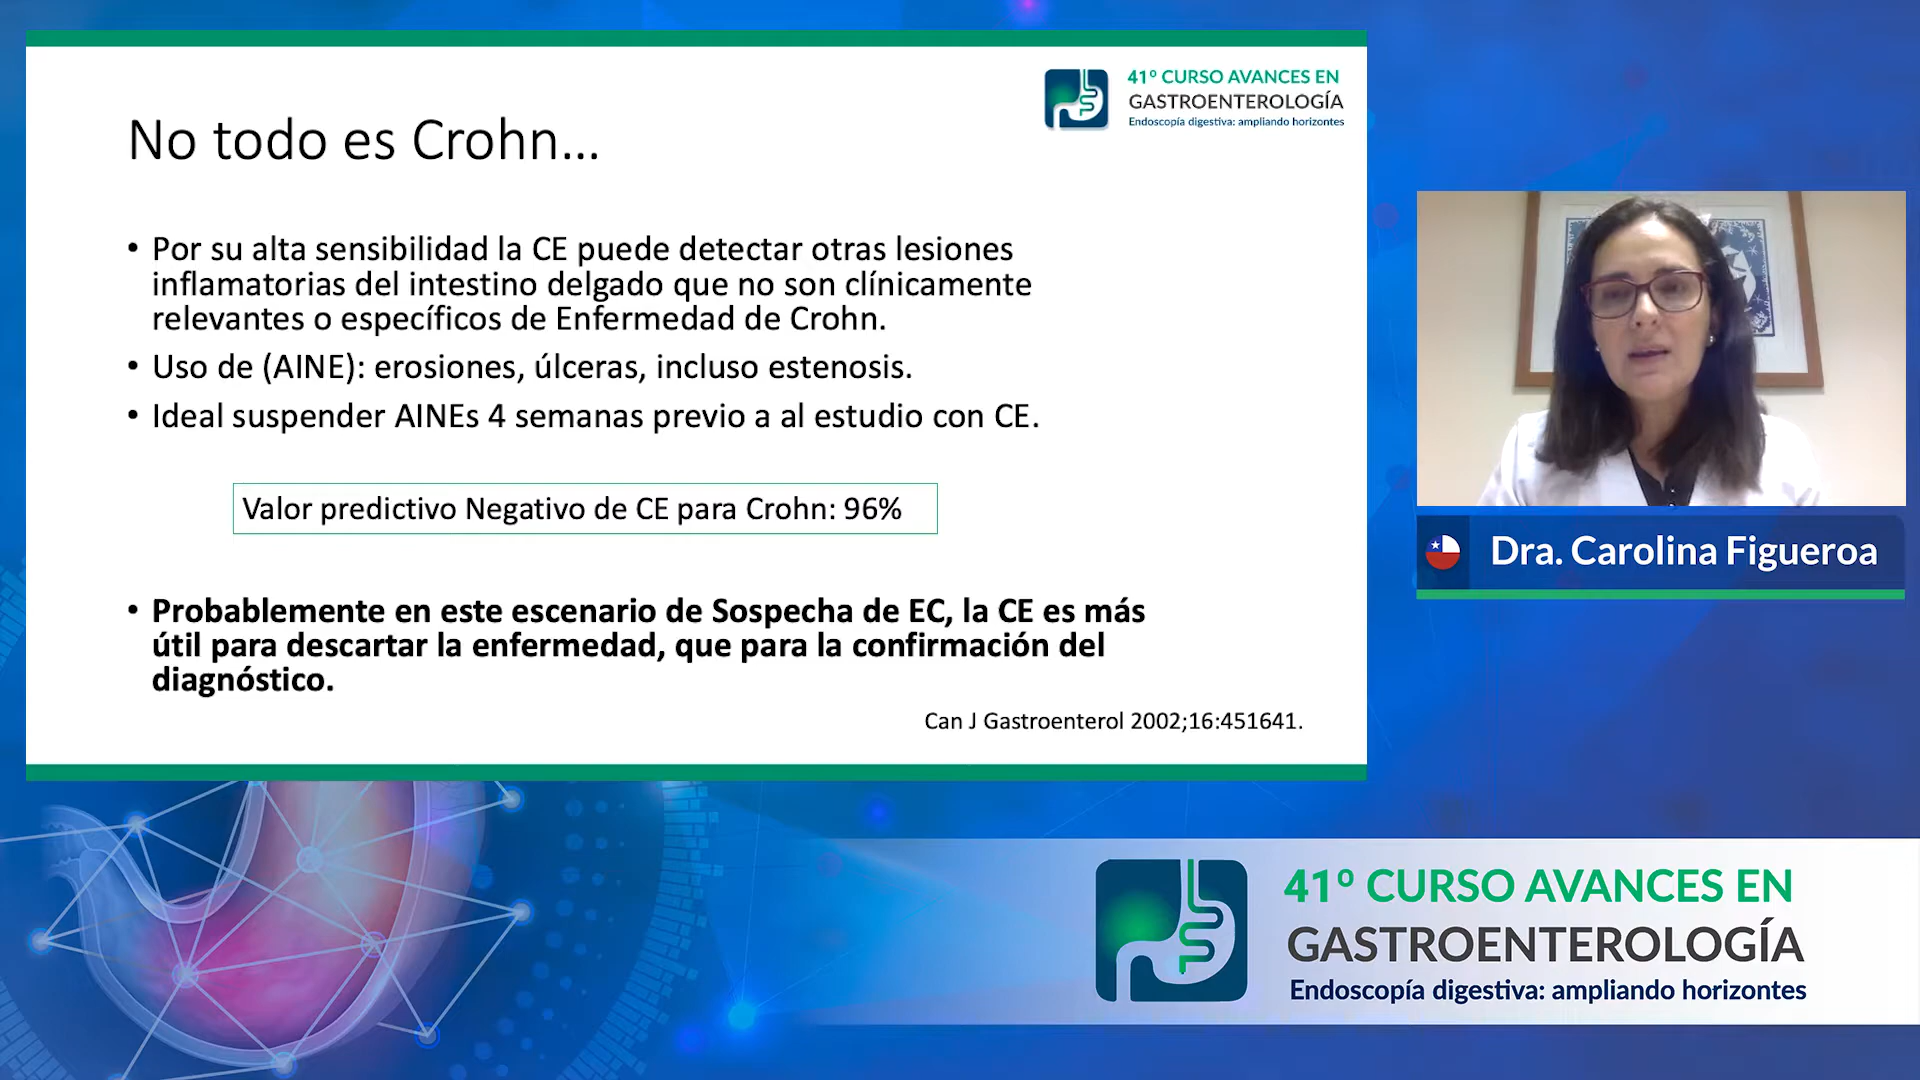 41º CURSO AVANCES EN
GASTROENTEROLOGÍA
Endoscopía digestiva: ampliando horizontes
No todo es Crohn...
• Por su alta sensibilidad la CE puede detectar otras lesiones
inflamatorias del intestino delgado que no son clínicamente
relevantes o específicos de Enfermedad de Crohn.
• Uso de (AINE): erosiones, úlceras, incluso estenosis.
• Ideal suspender AINEs 4 semanas previo a al estudio con CE.
Valor predictivo Negativo de CE para Crohn: 96%
• Probablemente en este escenario de Sospecha de EC, la CE es más
útil para descartar la enfermedad, que para la confirmación del
diagnóstico.
Can J Gastroenterol 2002;16:451641.
Dra. Carolina Figueroa
41º CURSO AVANCES EN
GASTROENTEROLOGÍA
Endoscopía digestiva: ampliando horizontes